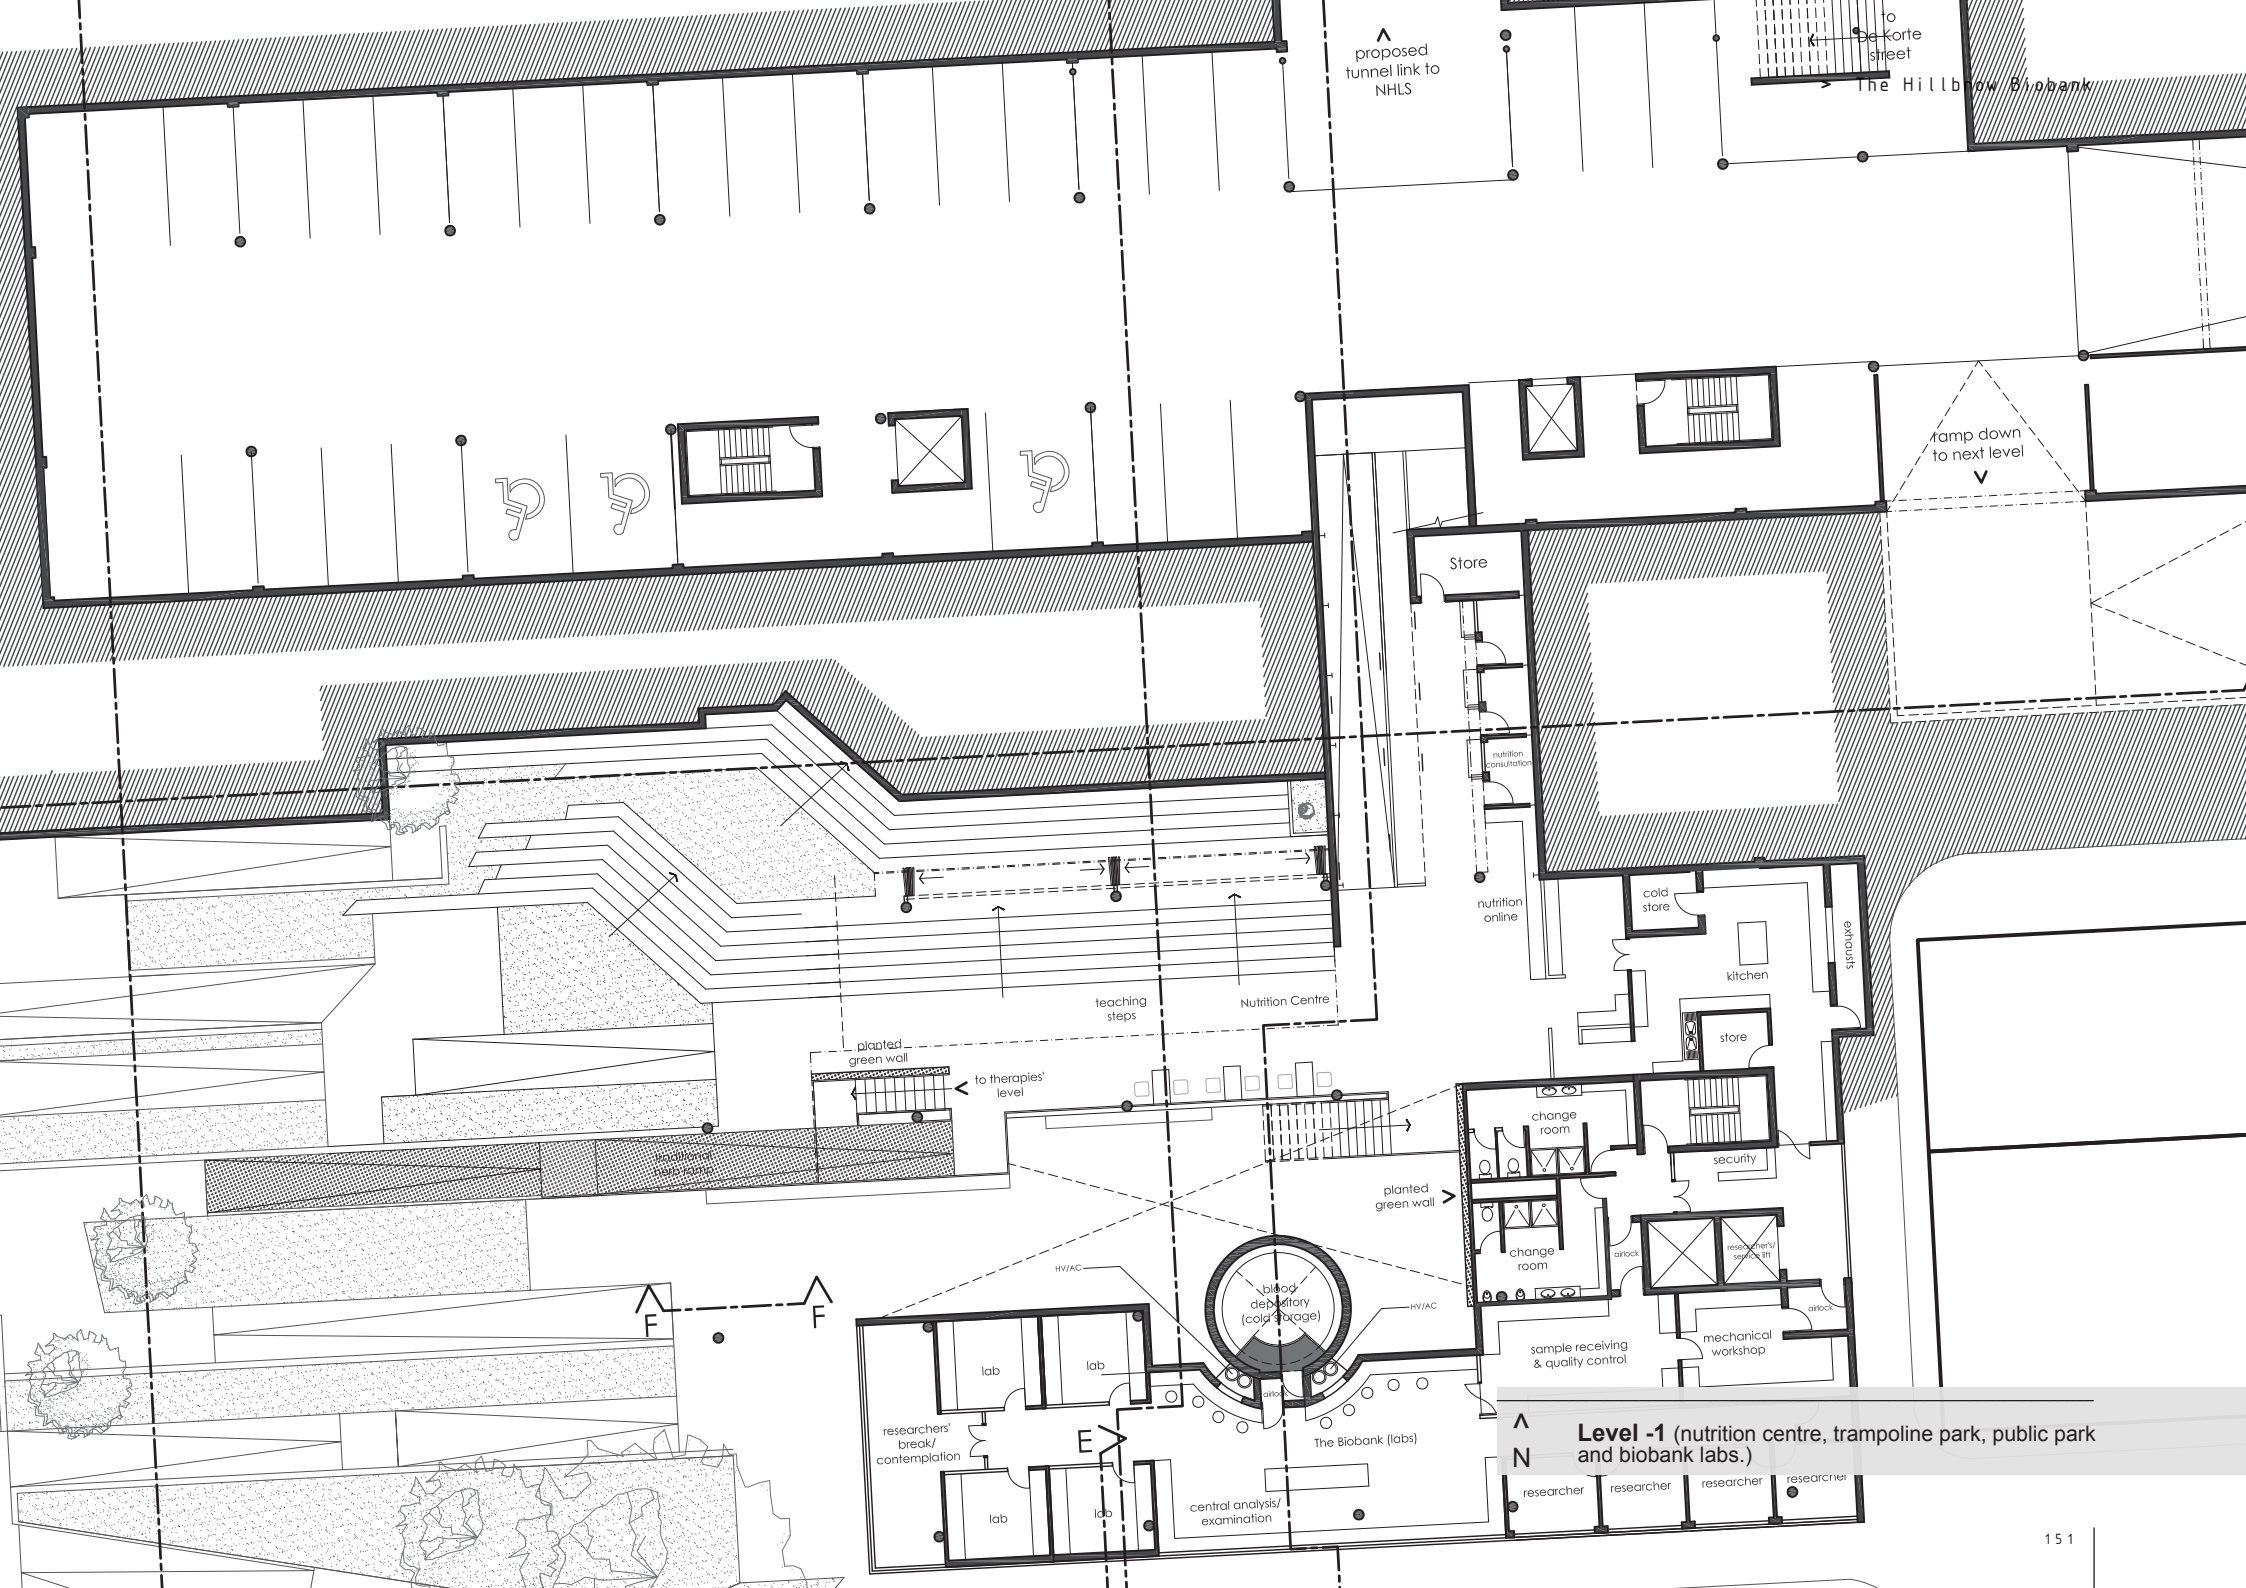 proposed
tunnel link to
NHLS
to
De Korte
street
> The Hillbrow Biobank
ramp down
to next level
Store
nutrition
consultation
cold
store
nutrition
online
exhausts
kitchen
teaching
steps
Nutrition Centre
store
planted
green wall
to therapies'
level
change
room
security
traditional
herb ramp
planted
green wall
change
room
airlock
researcher's/
service lift
HV/AC
blood
depository
(cold storage)
HV/AC
airlock
F
F
sample receiving
& quality control
mechanical
workshop
lab
lab
airlock
researchers'
break/
contemplation
E
The Biobank (labs)
N
Level -1 (nutrition centre, trampoline park, public park
and biobank labs.)
researcher
researcher
researcher
researcher
central analysis/
examination
lab
lab
151